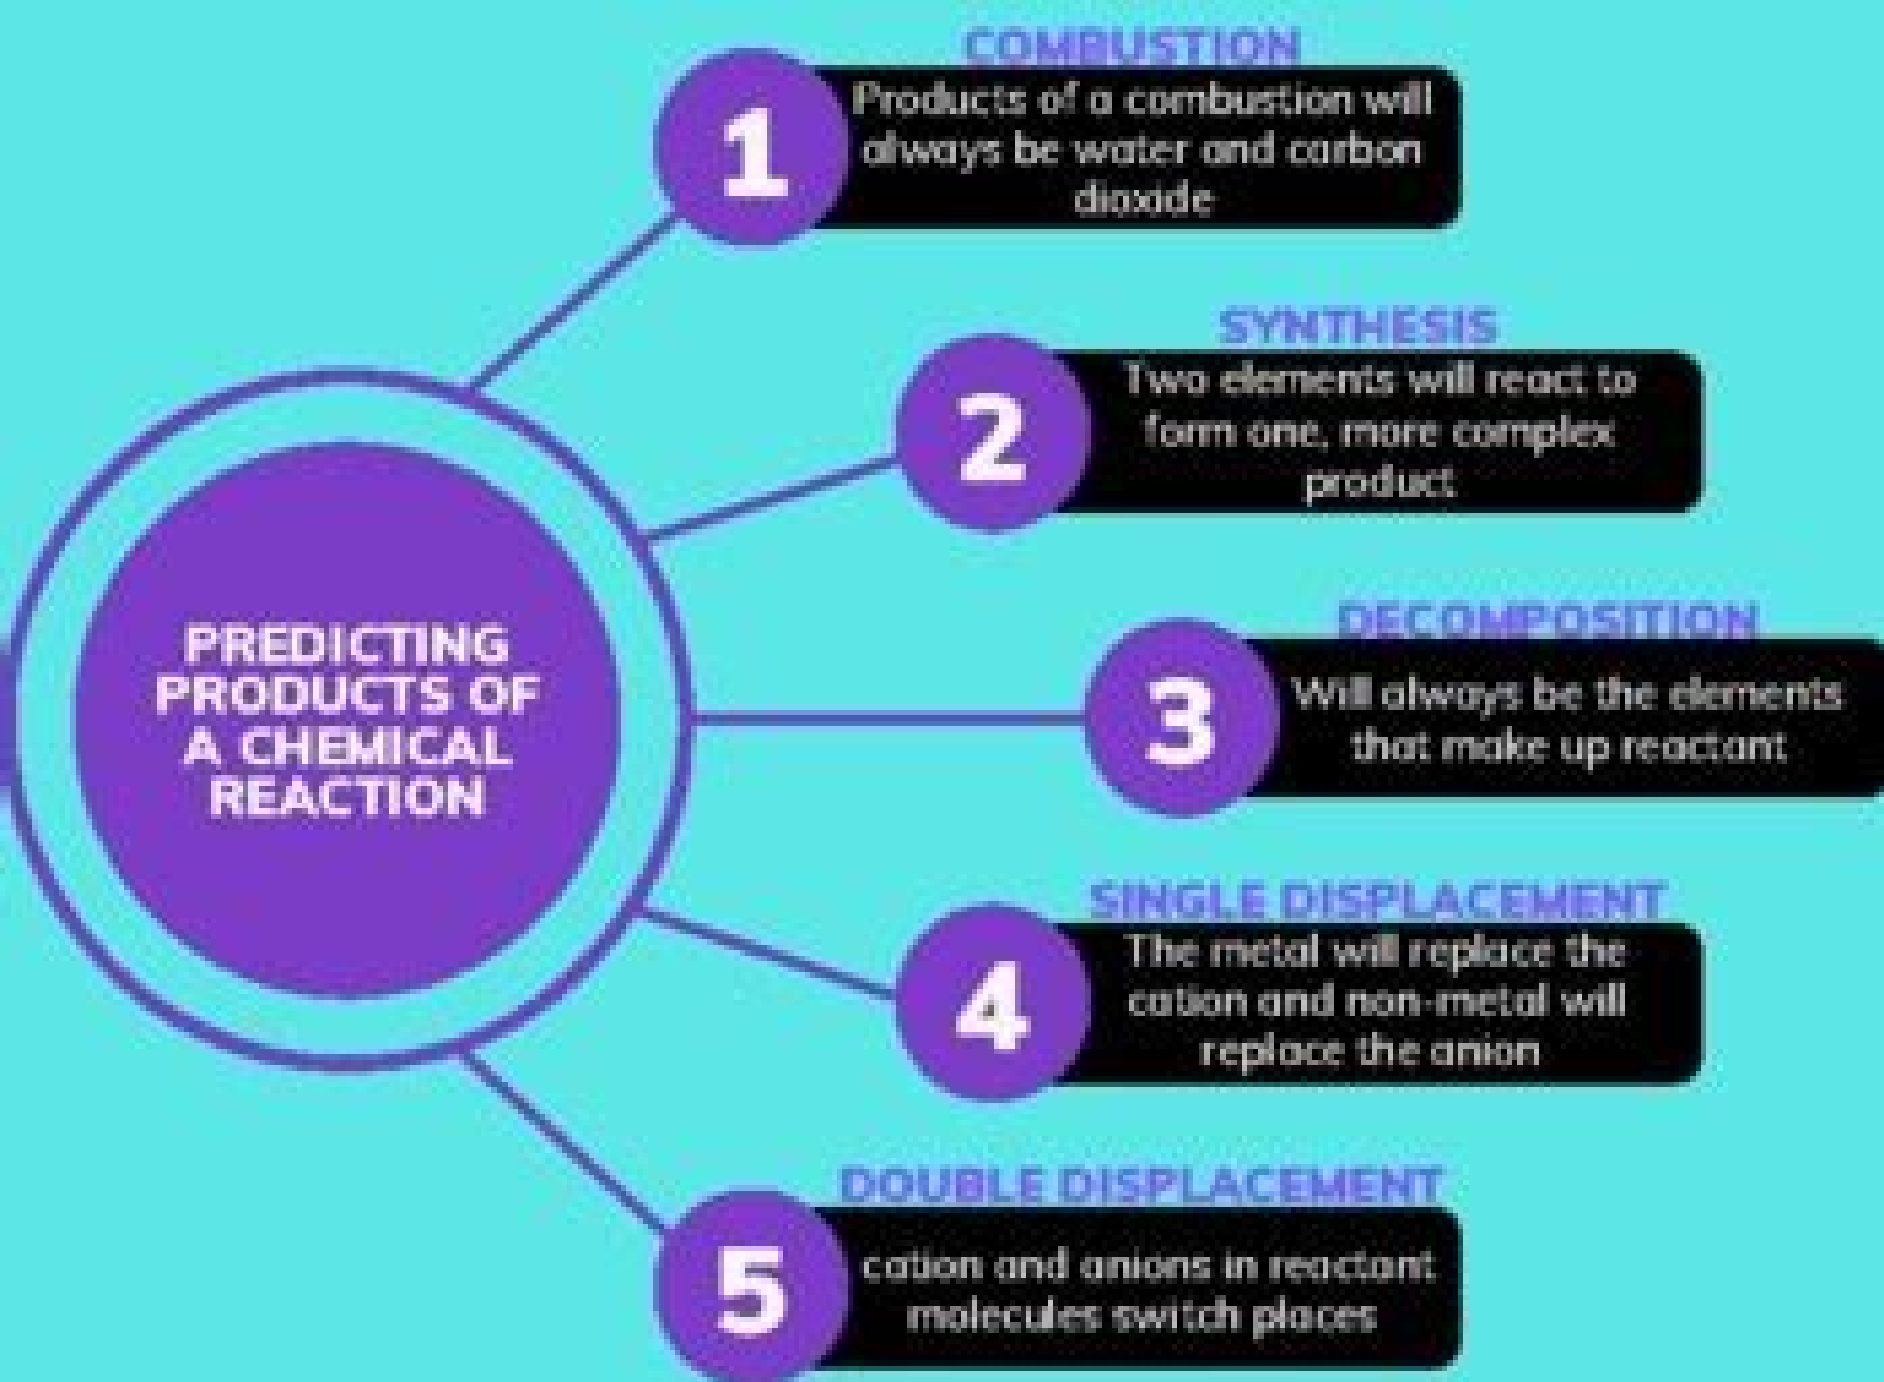 PREDICTING
PRODUCTS OF
A CHEMICAL
REACTION
COMBUSTION
1
Products of a combustion will
always be water and carbon
dioxide
SYNTHESIS
2
Two elements will react to
form one, more complex
product
DECOMPOSITION
3
Will always be the elements
that make up reactant
SINGLE DISPLACEMENT
4
The metal will replace the
cation and non-metal will
replace the anion
DOUBLE DISPLACEMENT
5
cation and anions in reactant
molecules switch places